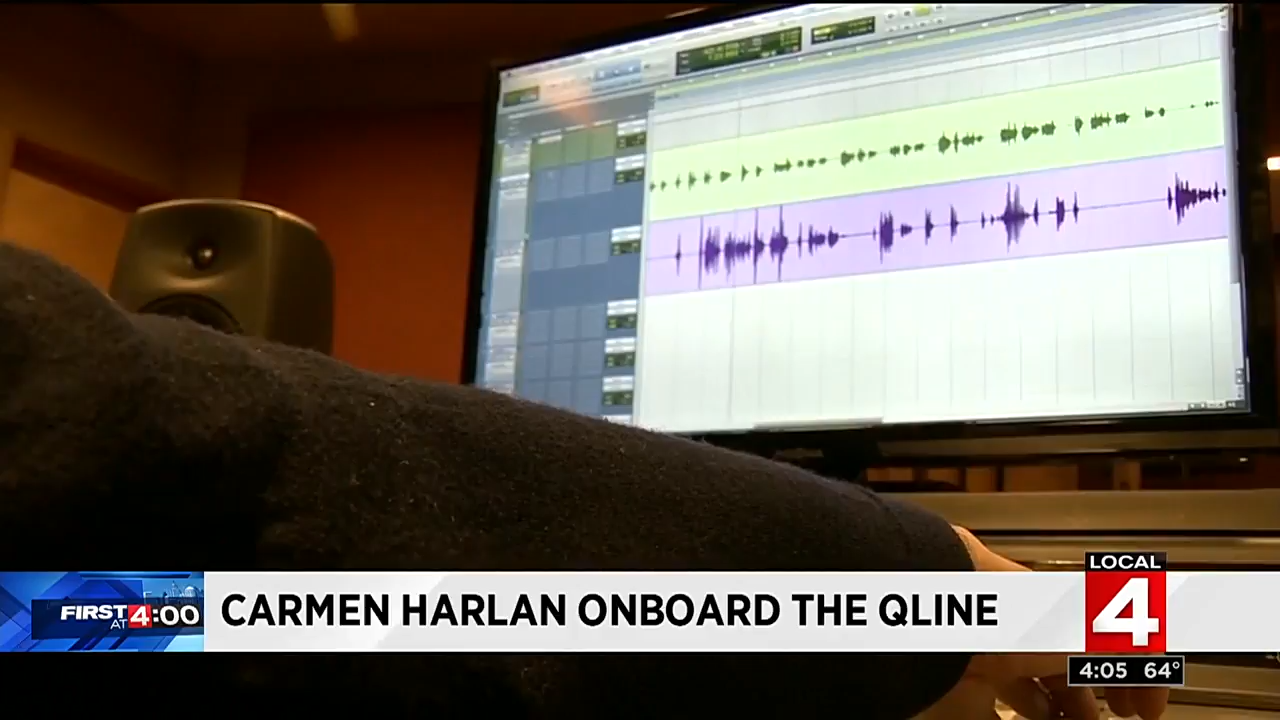 FIRST
AT 4:00
CARMEN HARLAN ONBOARD THE QLINE
LOCAL
4
4:05 64°